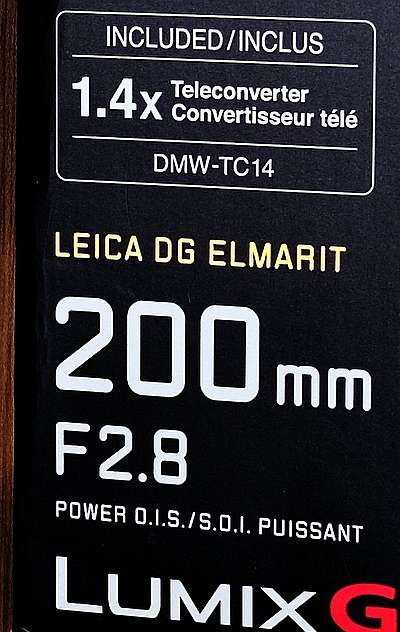 INCLUDED/INCLUS
1.4x Teleconverter
Convertisseur télé
DMW-TC14
LEICA DG ELMARIT
200mm
F2.8
POWER O.I.S./S.O.I. PUISSANT
LUMIX G